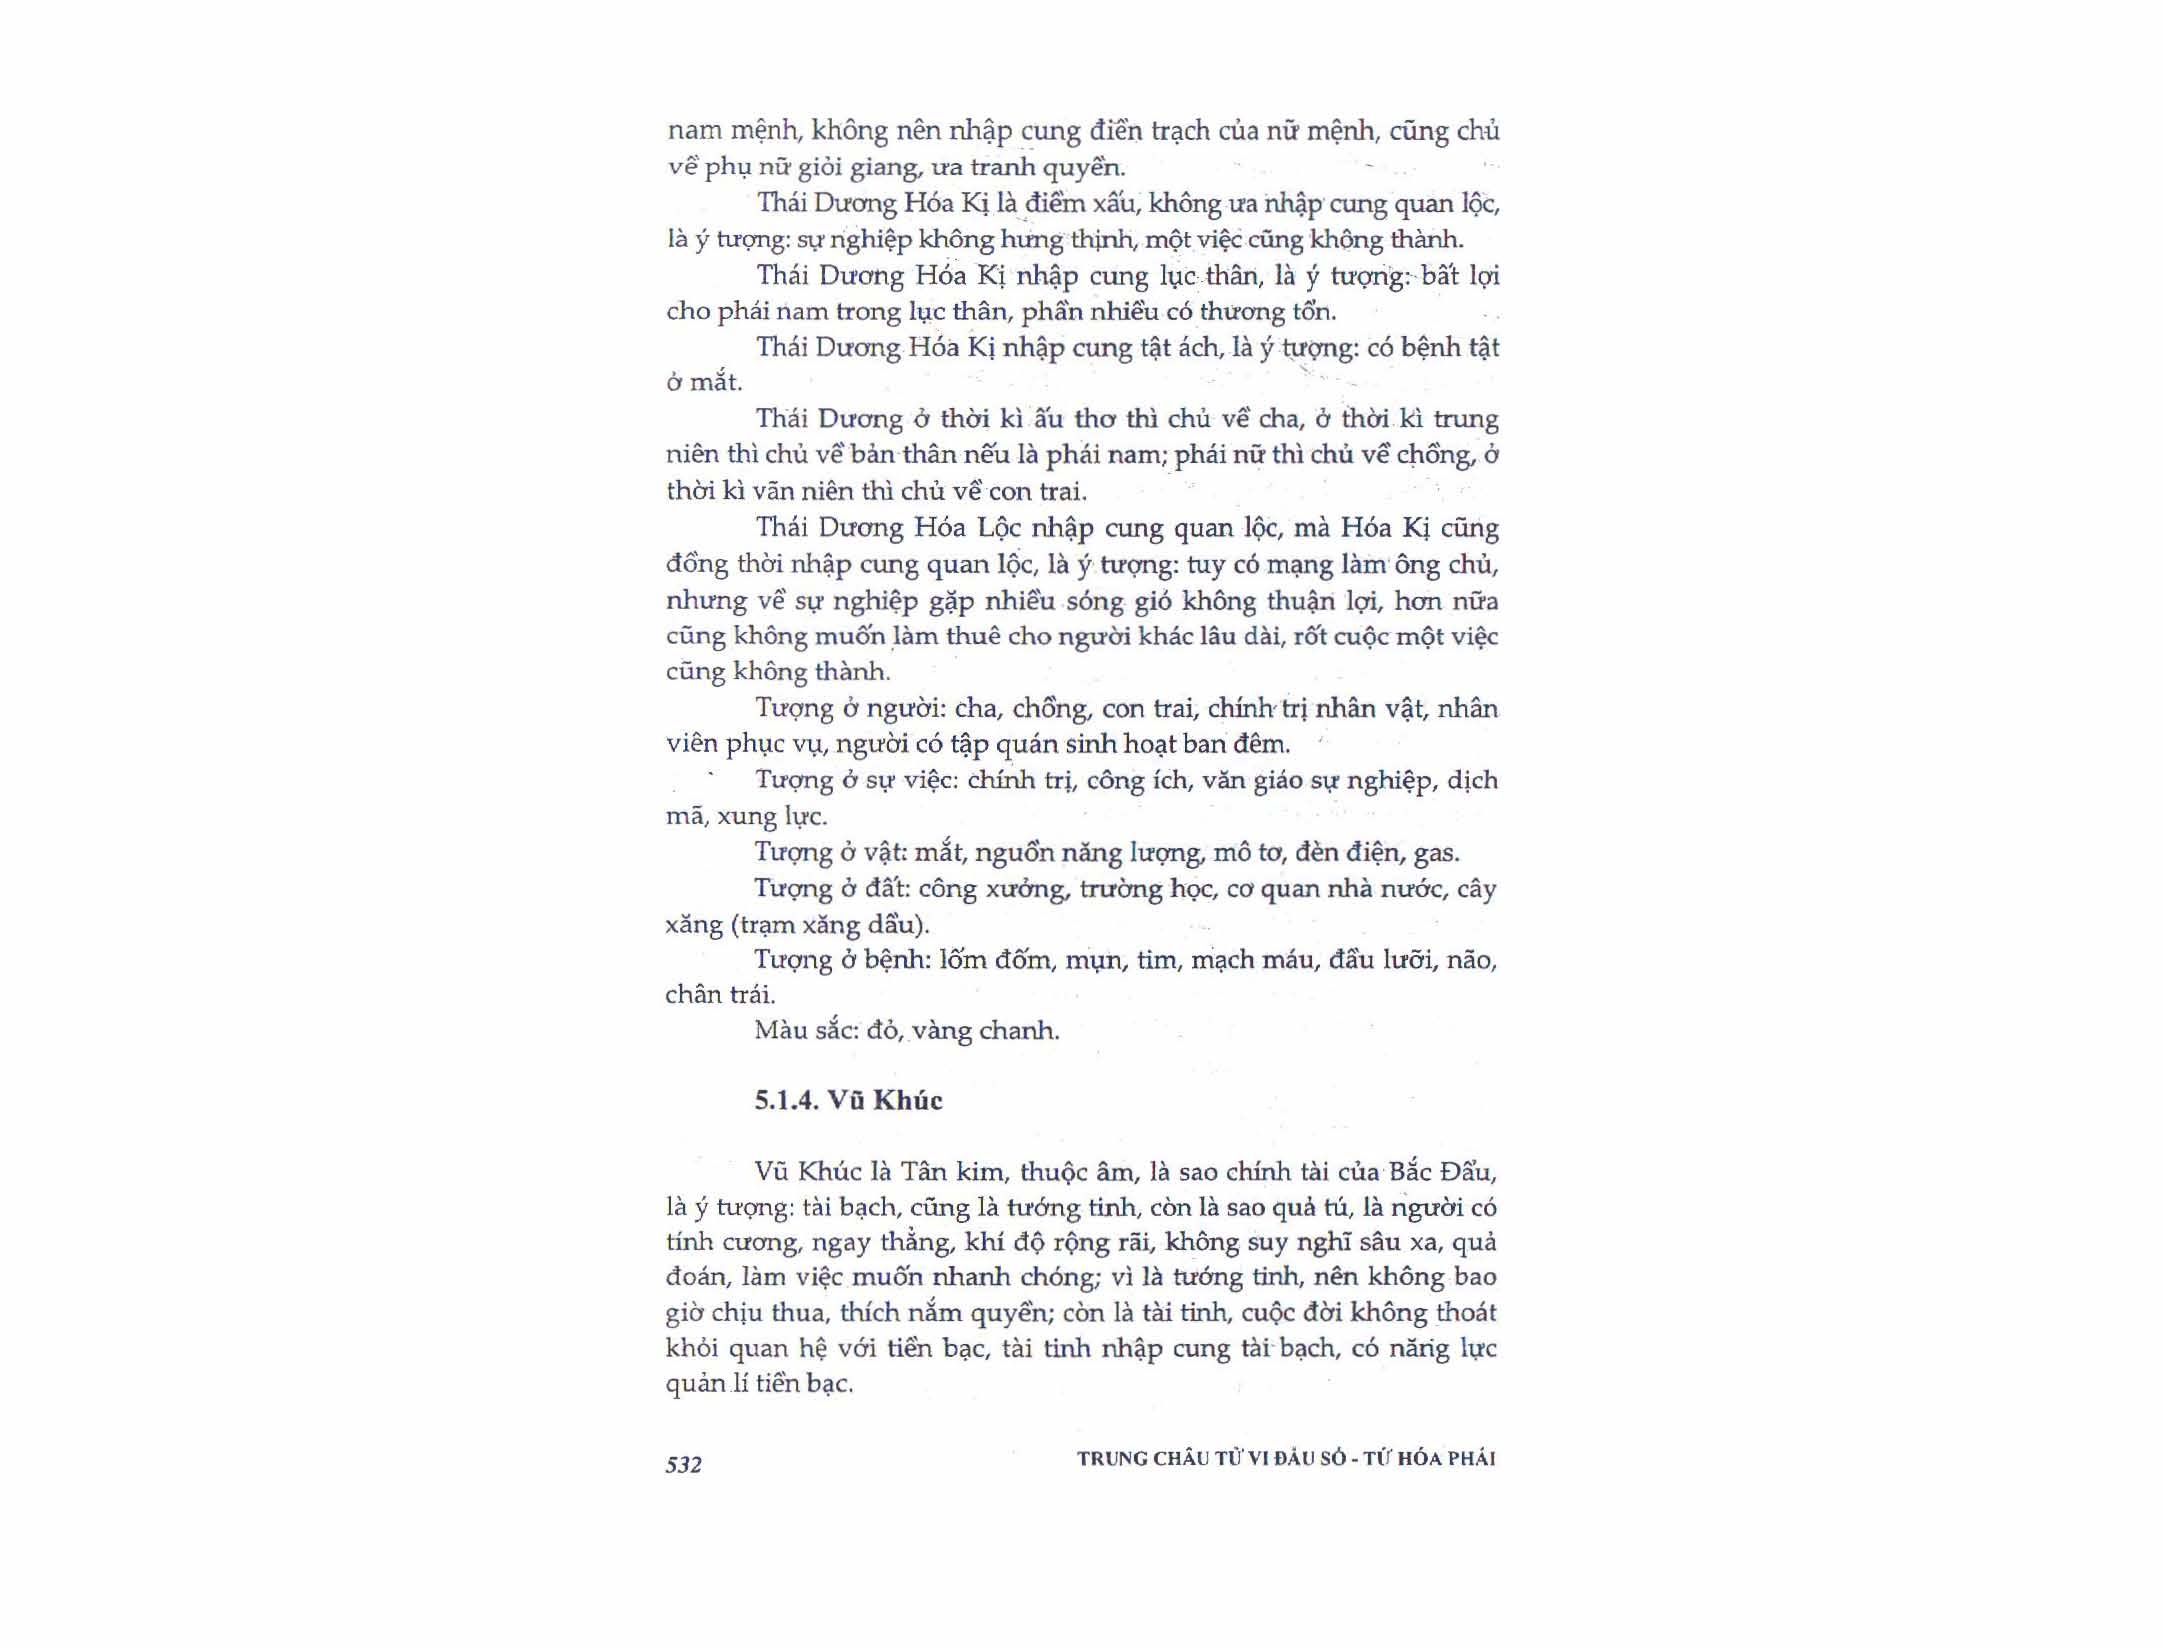 nam mệnh, không nên nhập cung điền trạch của nữ mệnh, cũng chủ
về phụ nữ giỏi giang, ưa tranh quyền.
Thái Dương Hóa Kị là điềm xấu, không ưa nhập cung quan lộc,
là ý tượng: sự nghiệp không hưng thịnh, một việc cũng không thành.
Thái Dương Hóa Kị nhập cung lục thân, là ý tượng: bất lợi
cho phái nam trong lục thân, phần nhiều có thương tổn.
Thái Dương Hóa Kị nhập cung tật ách, là ý tượng: có bệnh tật
ở mắt.
Thái Dương ở thời kì ấu thơ thì chủ về cha, ở thời kì trung
niên thì chủ về bản thân nếu là phái nam; phái nữ thì chủ về chồng, ở
thời kì vãn niên thì chủ về con trai.
Thái Dương Hóa Lộc nhập cung quan lộc, mà Hóa Kị cũng
đồng thời nhập cung quan lộc, là ý tượng: tuy có mạng làm ông chủ,
nhưng về sự nghiệp gặp nhiều sóng gió không thuận lợi, hơn nữa
cũng không muốn làm thuê cho người khác lâu dài, rốt cuộc một việc
cũng không thành.
Tượng ở người: cha, chồng, con trai, chính trị nhân vật, nhân
viên phục vụ, người có tập quán sinh hoạt ban đêm.
Tượng ở sự việc: chính trị, công ích, văn giáo sự nghiệp, dịch
mã, xung lực.
Tượng ở vật: mắt, nguồn năng lượng, mô tơ, đèn điện, gas.
Tượng ở đất: công xưởng, trường học, cơ quan nhà nước, cây
xăng (trạm xăng dầu).
Tượng ở bệnh: lốm đốm, mụn, tim, mạch máu, đầu lưỡi, não,
chân trái.
Màu sắc: đỏ, vàng chanh.
5.1.4. Vũ Khúc
Vũ Khúc là Tân kim, thuộc âm, là sao chính tài của Bắc Đẩu,
là ý tượng: tài bạch, cũng là tướng tinh, còn là sao quả tú, là người có
tính cương, ngay thẳng, khí độ rộng rãi, không suy nghĩ sâu xa, quả
đoán, làm việc muốn nhanh chóng; vì là tướng tinh, nên không bao
giờ chịu thua, thích nắm quyền; còn là tài tinh, cuộc đời không thoát
khỏi quan hệ với tiền bạc, tài tinh nhập cung tài bạch, có năng lực
quản lí tiền bạc.
532
TRUNG CHÂU TỬ VI ĐẨU SỐ - TỨ HÓA PHÁI